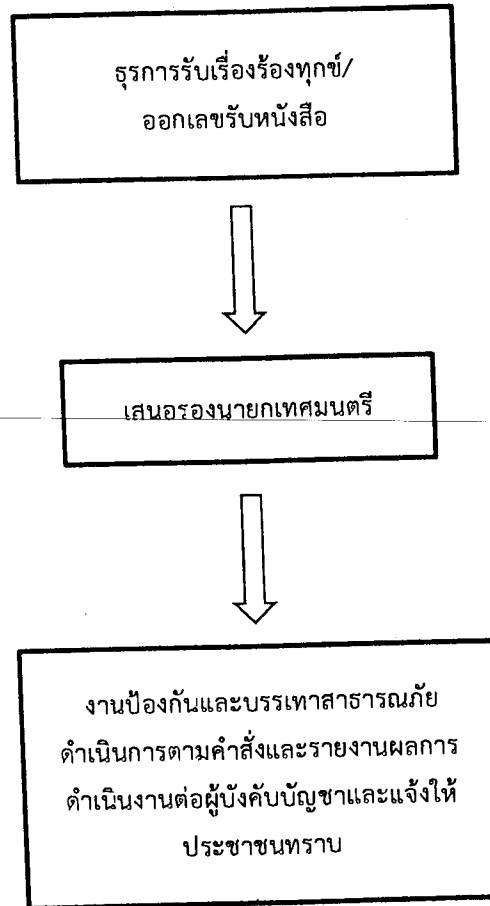 ธุรการรับเรื่องร้องทุกข์/
ออกเลขรับหนังสือ
เสนอรองนายกเทศมนตรี
งานป้องกันและบรรเทาสาธารณภัย
ดำเนินการตามคำสั่งและรายงานผลการ
ดำเนินงานต่อผู้บังคับบัญชาและแจ้งให้
ประชาชนทราบ